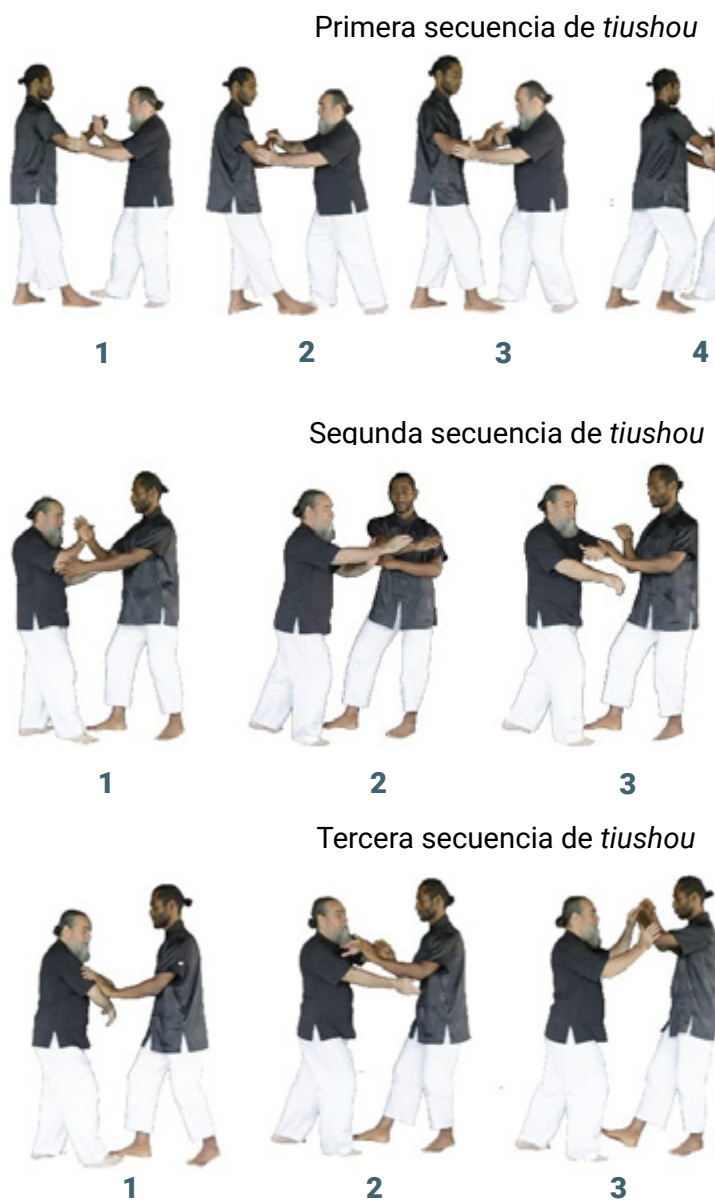 Primera secuencia de tiushou
1 2 3 4
Segunda secuencia de tiushou
1 2 3
Tercera secuencia de tiushou
1 2 3